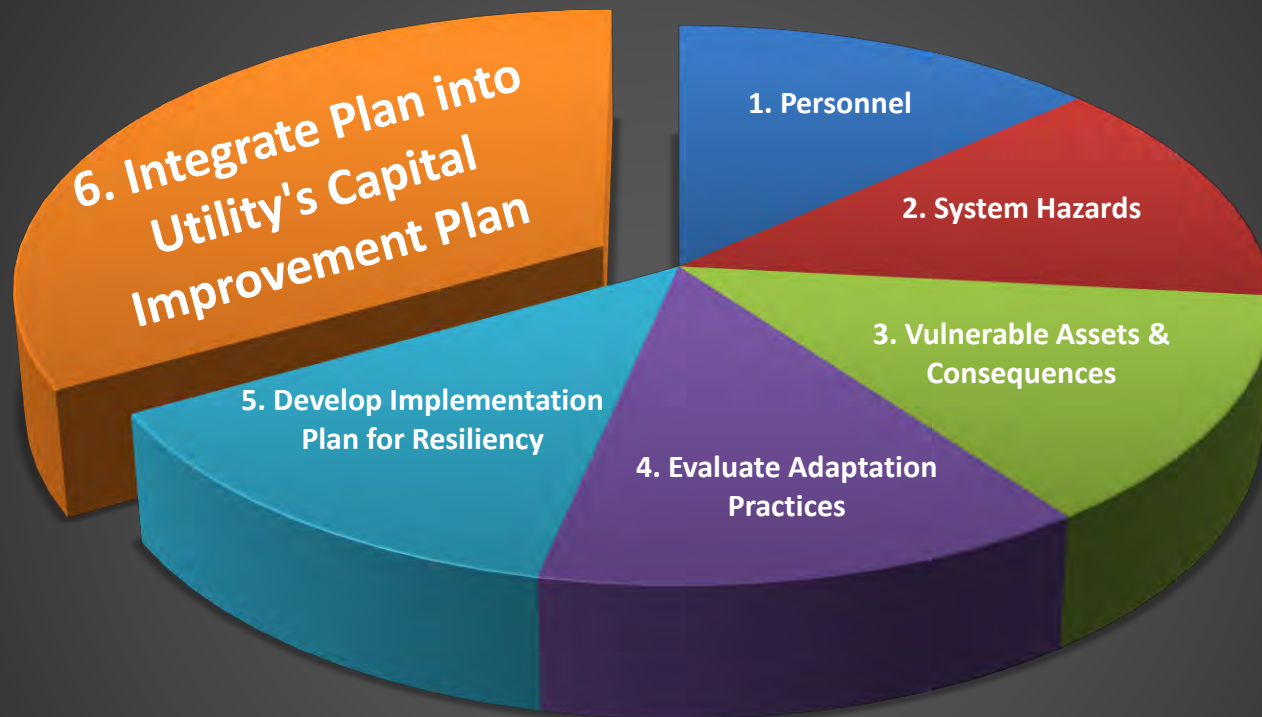 1. Personnel
2. System Hazards
3. Vulnerable Assets &
Consequences
4. Evaluate Adaptation
Practices
5. Develop Implementation
Plan for Resiliency
6. Integrate Plan into
Utility's Capital
Improvement Plan